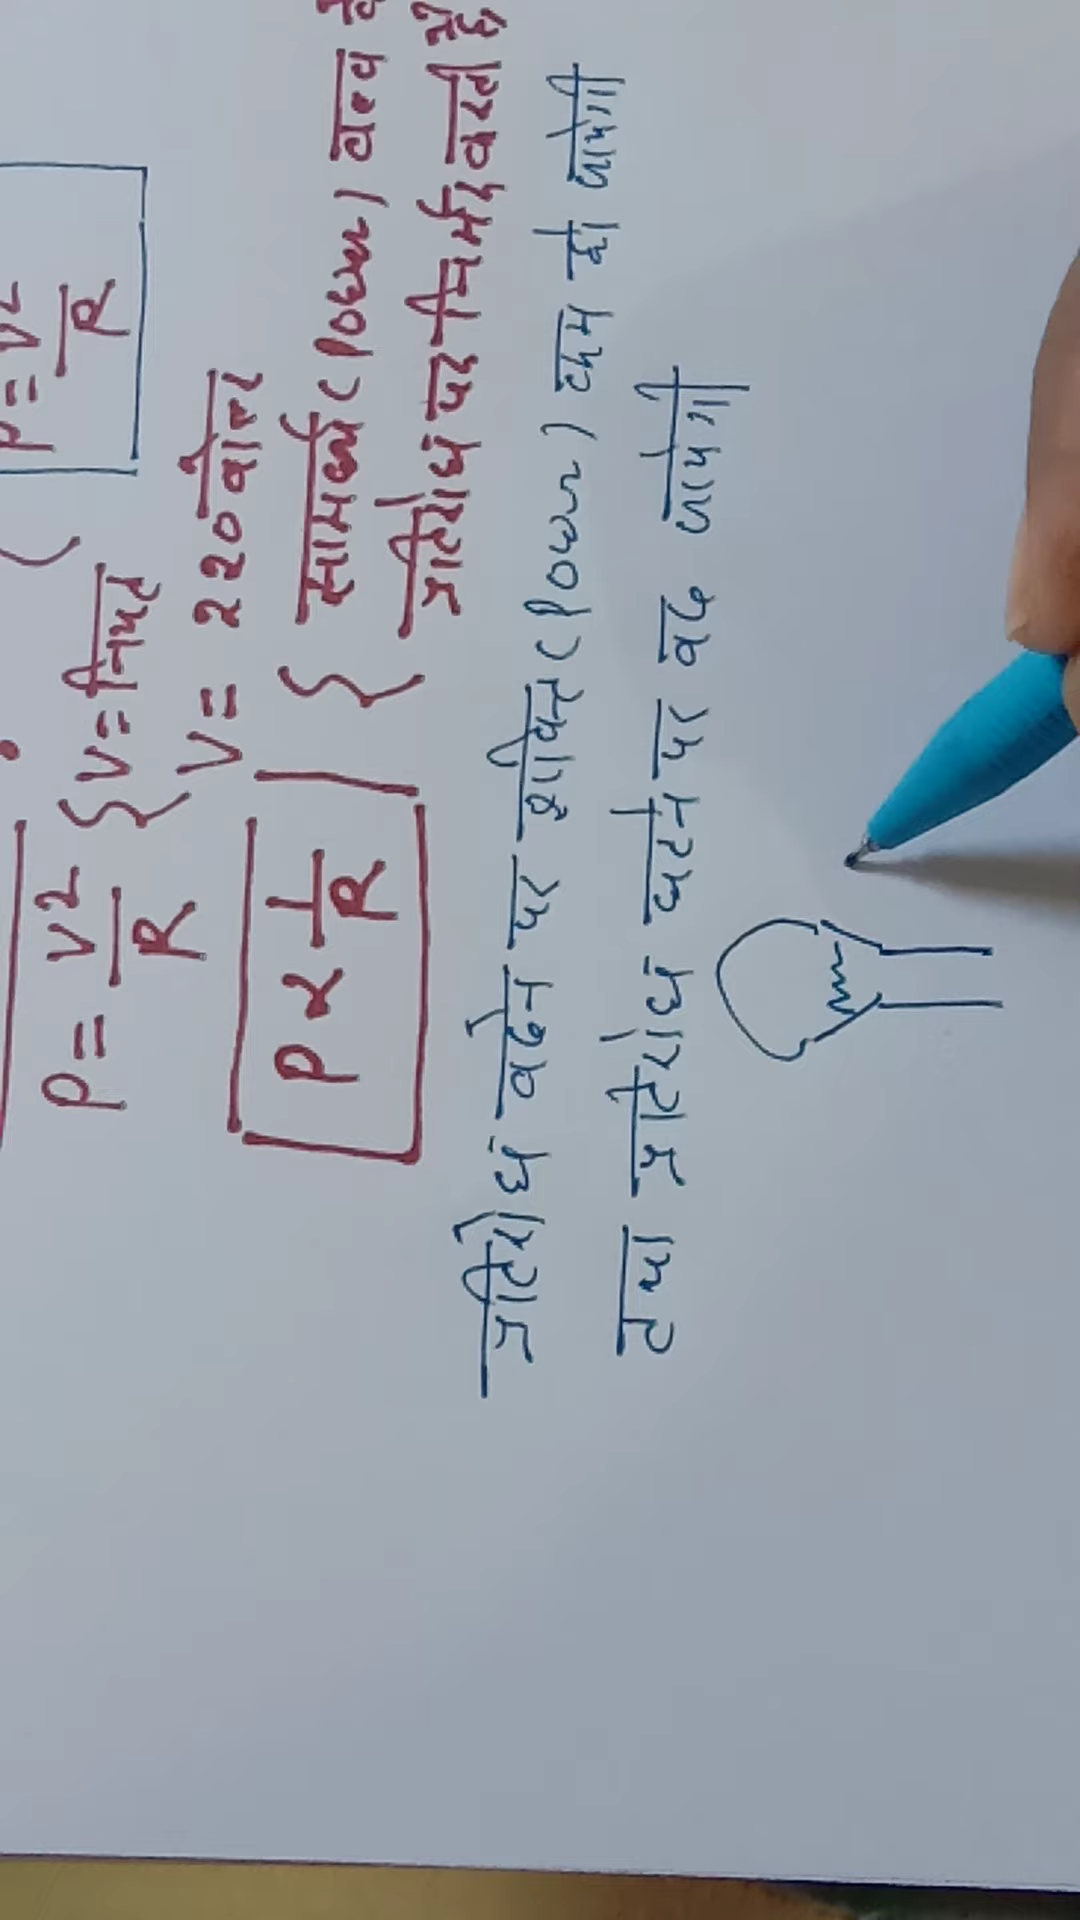 P = V²/R
P = V²/R { V = नियत
V = 220 वोल्ट
P ∝ 1/R
{ सामर्थ्य (Power) बल्ब
प्रतिरोध पर निर्भर करती है
प्रतिरोध बढ़ने पर शक्ति (Power) कम हो जायेगी
तथा प्रतिरोध घटने पर बढ़ जायेगी